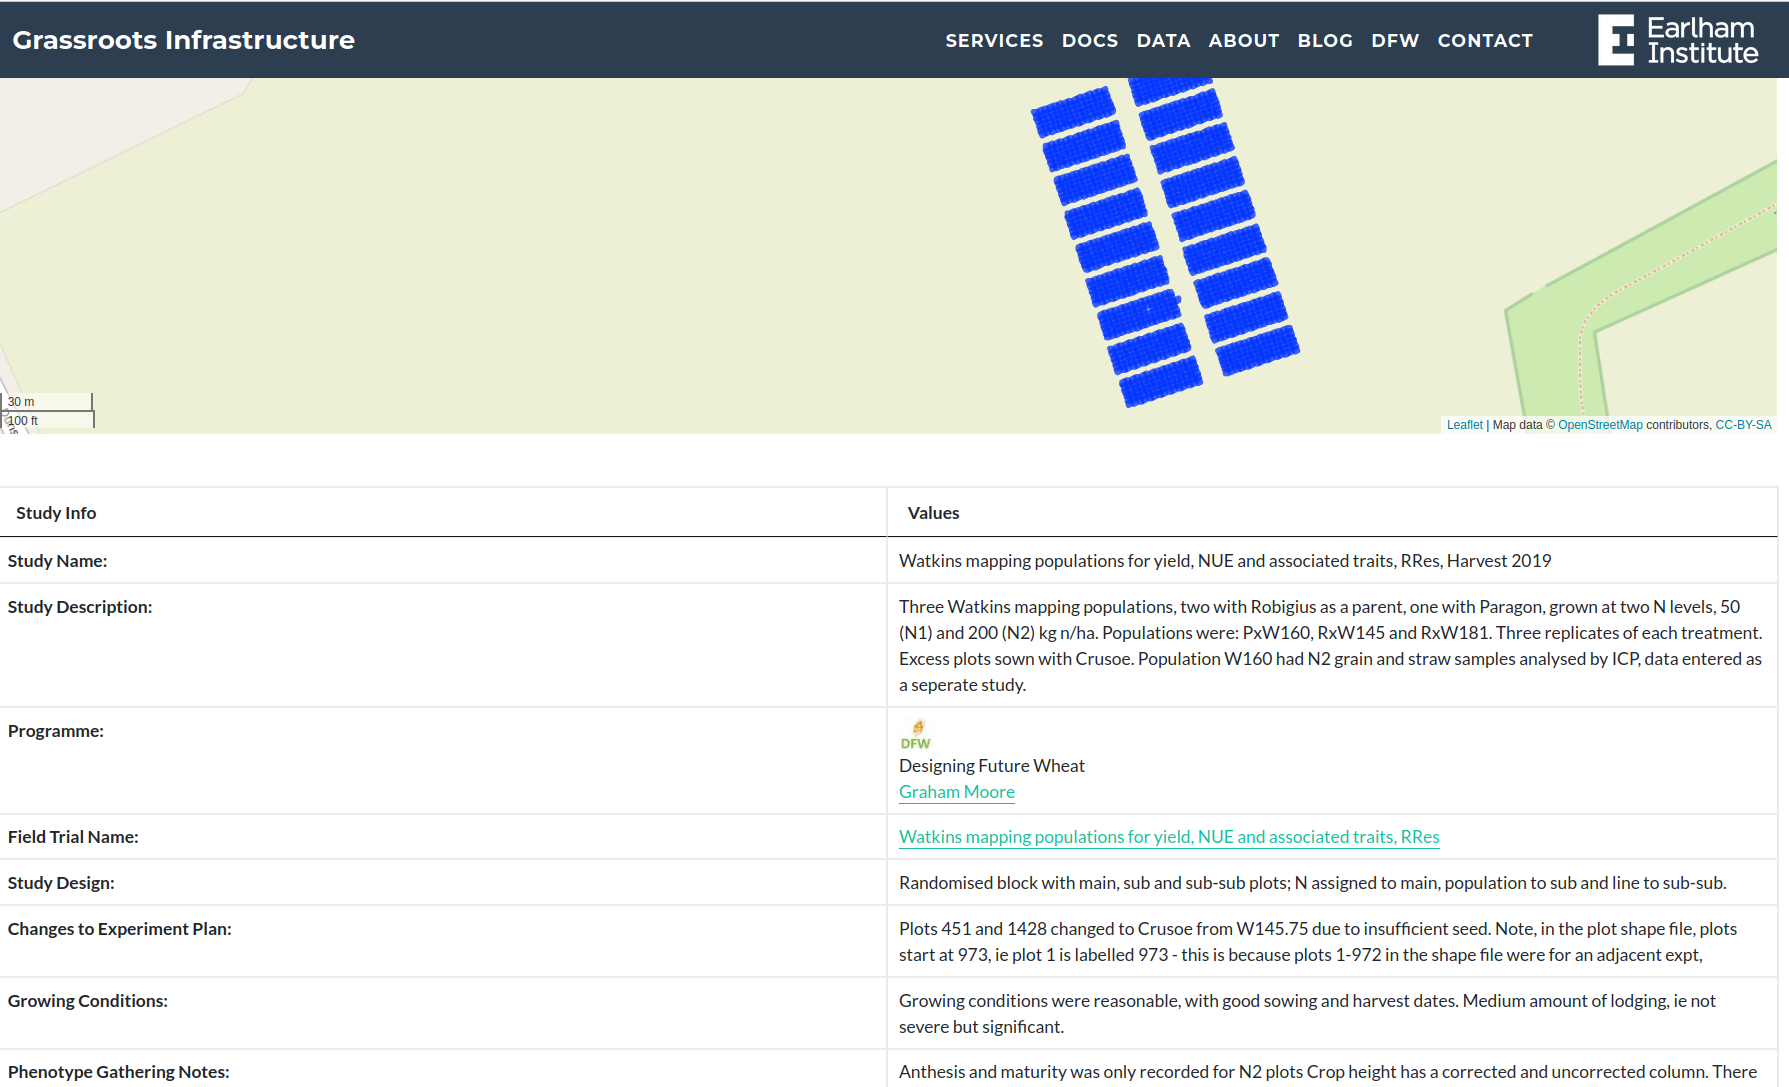 Grassroots Infrastructure
SERVICES DOCS DATA ABOUT BLOG DFW CONTACT
Earlham
Institute
30 m
100 ft
Leaflet | Map data © OpenStreetMap contributors, CC-BY-SA
Study Info
Values
Study Name:
Watkins mapping populations for yield, NUE and associated traits, RRes, Harvest 2019
Study Description:
Three Watkins mapping populations, two with Robigius as a parent, one with Paragon, grown at two N levels, 50
(N1) and 200 (N2) kg n/ha. Populations were: PxW160, RxW145 and RxW181. Three replicates of each treatment.
Excess plots sown with Crusoe. Population W160 had N2 grain and straw samples analysed by ICP, data entered as
a seperate study.
Programme:
DFW
Designing Future Wheat
Graham Moore
Field Trial Name:
Watkins mapping populations for yield, NUE and associated traits, RRes
Study Design:
Randomised block with main, sub and sub-sub plots; N assigned to main, population to sub and line to sub-sub.
Changes to Experiment Plan:
Plots 451 and 1428 changed to Crusoe from W145.75 due to insufficient seed. Note, in the plot shape file, plots
start at 973, ie plot 1 is labelled 973 - this is because plots 1-972 in the shape file were for an adjacent expt,
Growing Conditions:
Growing conditions were reasonable, with good sowing and harvest dates. Medium amount of lodging, ie not
severe but significant.
Phenotype Gathering Notes:
Anthesis and maturity was only recorded for N2 plots Crop height has a corrected and uncorrected column. There